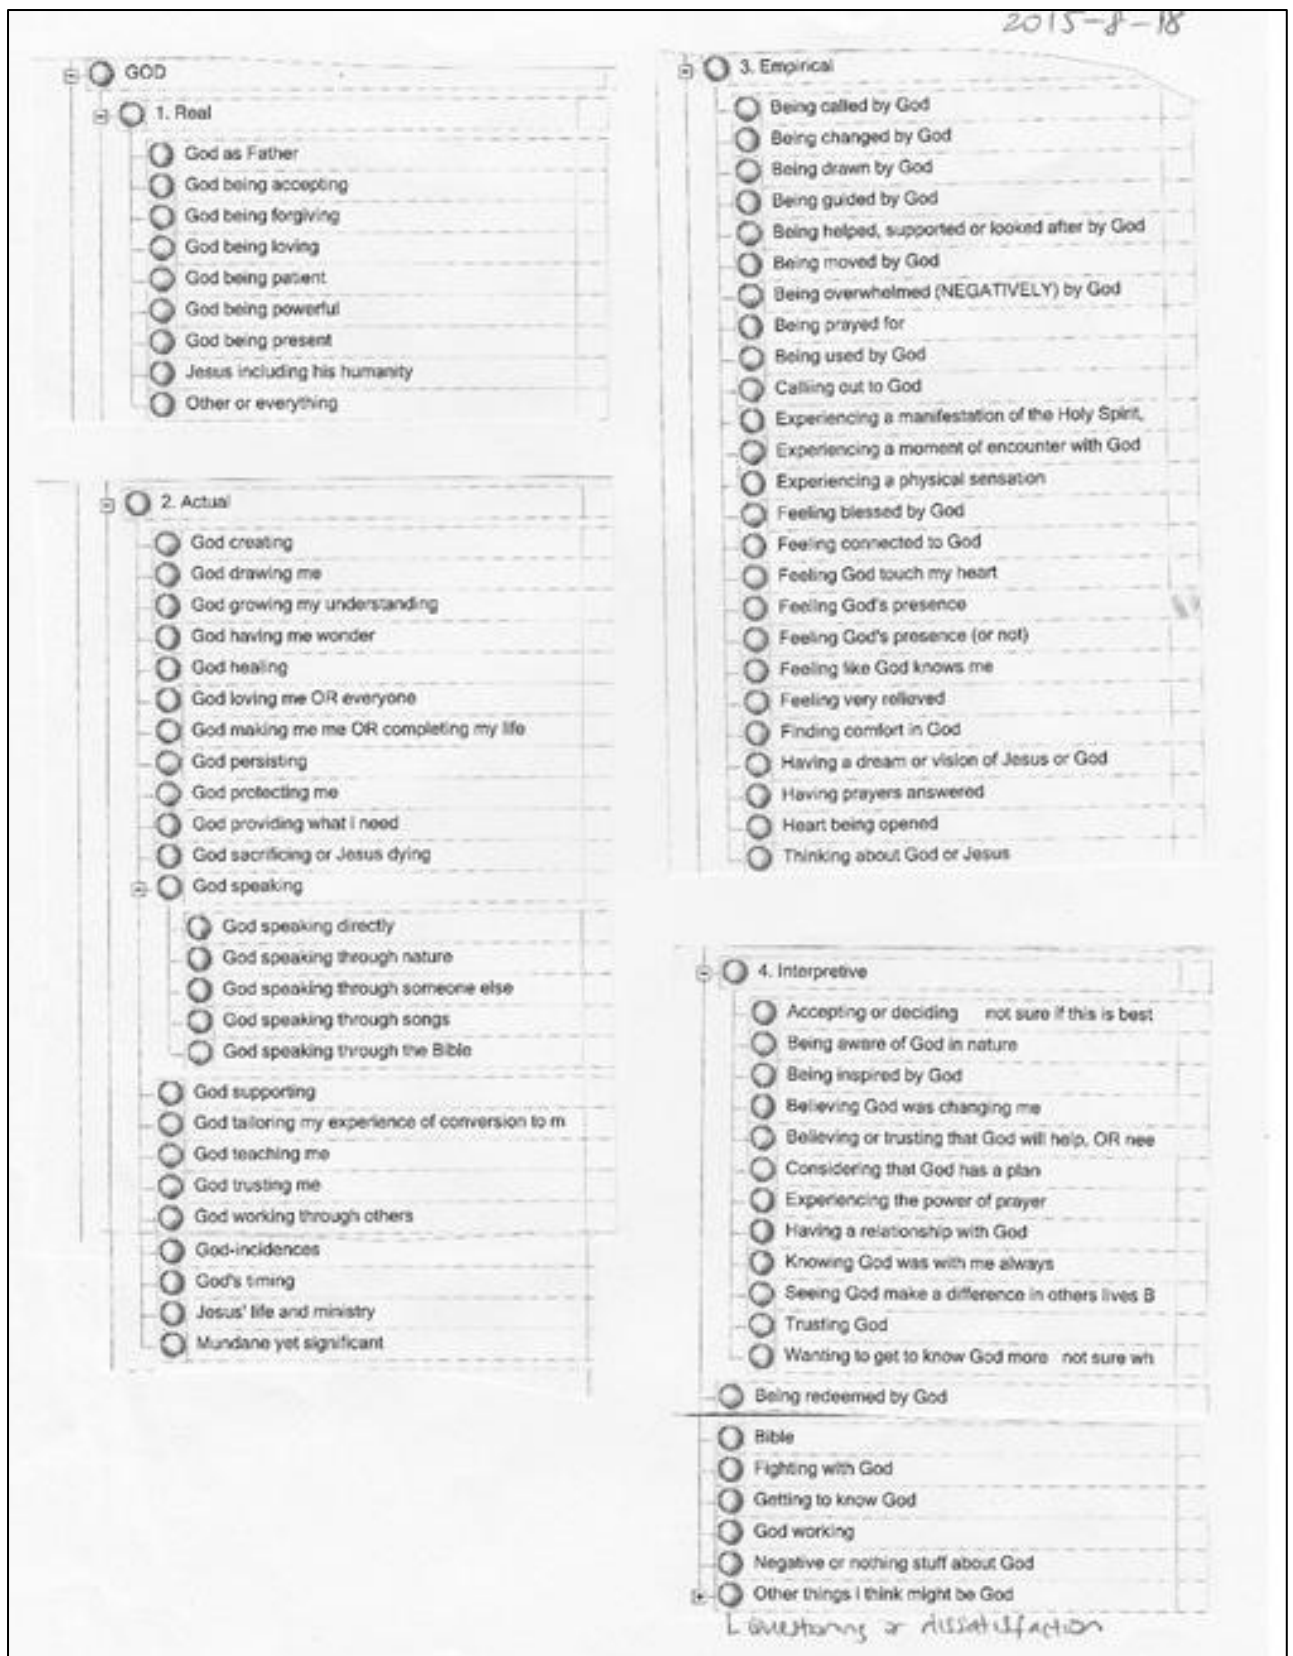 2015-8-18
GOD
1. Real
God as Father
God being accepting
God being forgiving
God being loving
God being patient
God being powerful
God being present
Jesus including his humanity
Other or everything
2. Actual
God creating
God drawing me
God growing my understanding
God having me wonder
God healing
God loving me OR everyone
God making me me OR completing my life
God persisting
God protecting me
God providing what I need
God sacrificing or Jesus dying
God speaking
God speaking directly
God speaking through nature
God speaking through someone else
God speaking through songs
God speaking through the Bible
God supporting
God tailoring my experience of conversion to m
God teaching me
God trusting me
God working through others
God-incidences
God's timing
Jesus' life and ministry
Mundane yet significant
3. Empirical
Being called by God
Being changed by God
Being drawn by God
Being guided by God
Being helped, supported or looked after by God
Being moved by God
Being overwhelmed (NEGATIVELY) by God
Being prayed for
Being used by God
Calliing out to God
Experiencing a manifestation of the Holy Spirit,
Experiencing a moment of encounter with God
Experiencing a physical sensation
Feeling blessed by God
Feeling connected to God
Feeling God touch my heart
Feeling God's presence
Feeling God's presence (or not)
Feeling like God knows me
Feeling very relieved
Finding comfort in God
Having a dream or vision of Jesus or God
Having prayers answered
Heart being opened
Thinking about God or Jesus
4. Interpretive
Accepting or deciding not sure if this is best
Being aware of God in nature
Being inspired by God
Believing God was changing me
Believing or trusting that God will help, OR nee
Considering that God has a plan
Experiencing the power of prayer
Having a relationship with God
Knowing God was with me always
Seeing God make a difference in others lives B
Trusting God
Wanting to get to know God more not sure wh
Being redeemed by God
Bible
Fighting with God
Getting to know God
God working
Negative or nothing stuff about God
Other things I think might be God
questioning or dissatisfaction